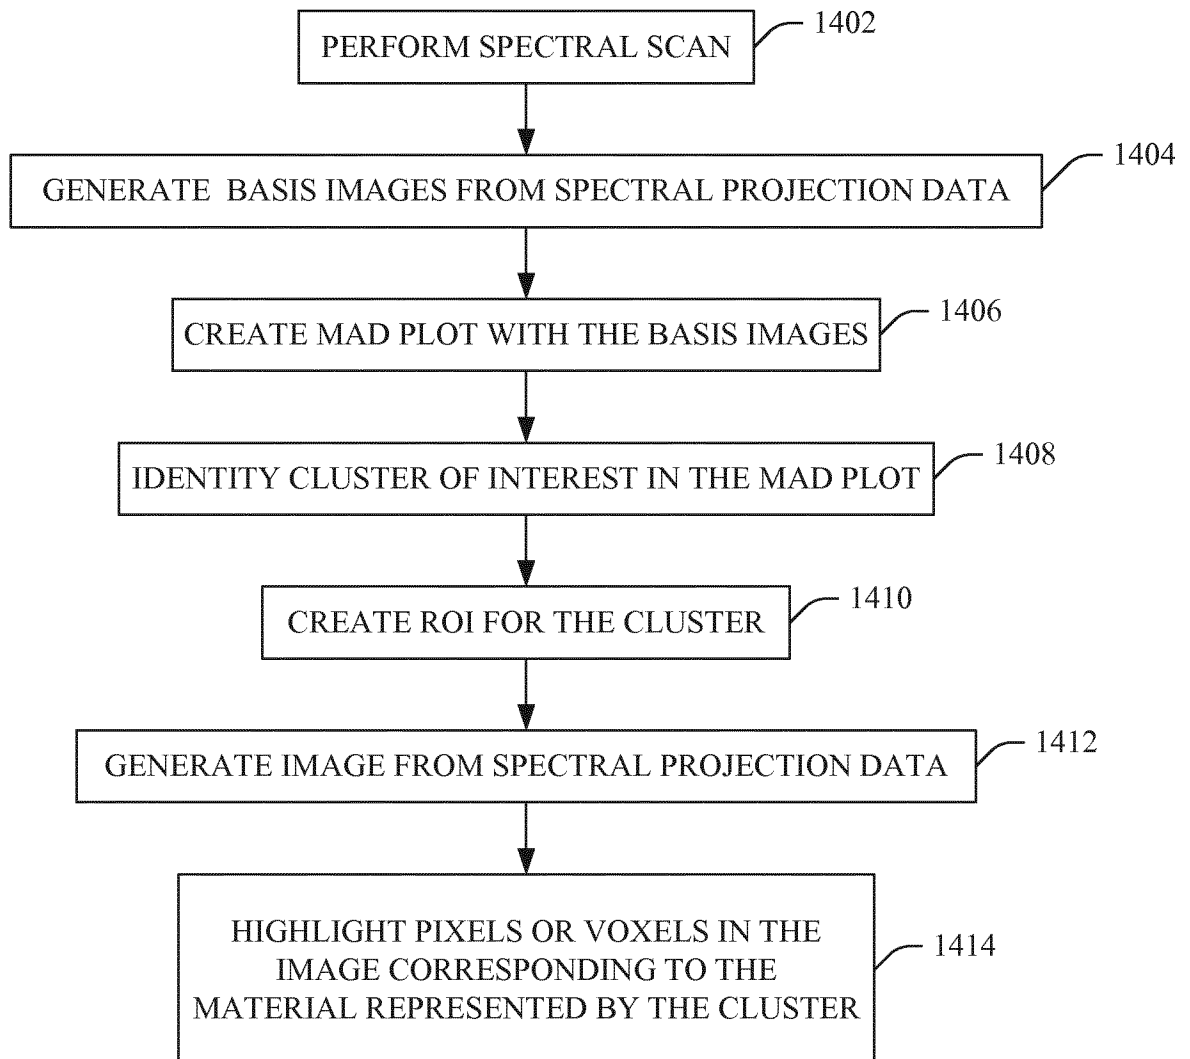 PERFORM SPECTRAL SCAN
1402
GENERATE BASIS IMAGES FROM SPECTRAL PROJECTION DATA
1404
CREATE MAD PLOT WITH THE BASIS IMAGES
1406
IDENTITY CLUSTER OF INTEREST IN THE MAD PLOT
1408
CREATE ROI FOR THE CLUSTER
1410
GENERATE IMAGE FROM SPECTRAL PROJECTION DATA
1412
HIGHLIGHT PIXELS OR VOXELS IN THE
IMAGE CORRESPONDING TO THE
MATERIAL REPRESENTED BY THE CLUSTER
1414